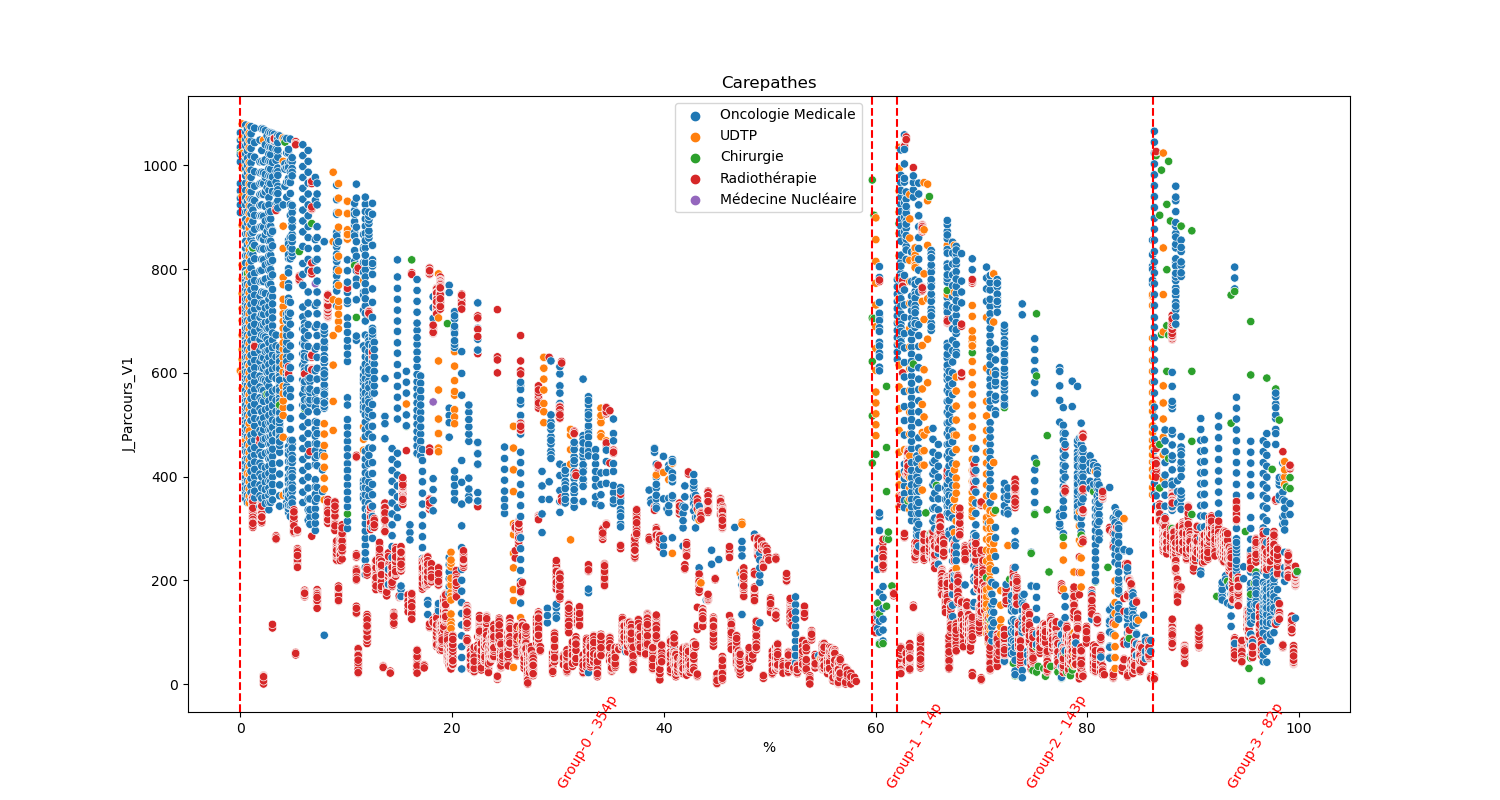 Carepathes
Oncologie Medicale
UDTP
Chirurgie
Radiothérapie
Médecine Nucléaire
J_Parcours_V1
1000
800
600
400
200
0
0 20 40 60 80 100
%
Group-0 - 354p
Group-1 - 14p
Group-2 - 143p
Group-3 - 82p